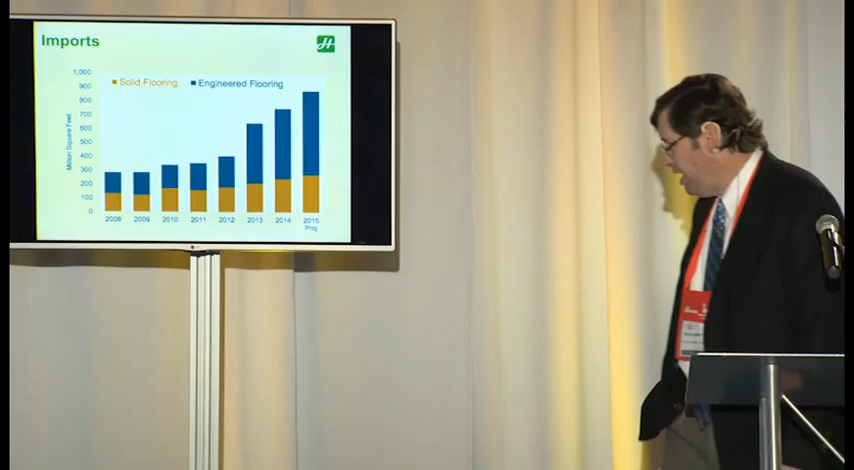 Imports
H
1,000
Solid Flooring Engineered Flooring
900
800
700
600
500
400
300
200
100
0
Million Square Feet
2008 2009 2010 2011 2012 2013 2014 2015
Proj
LG